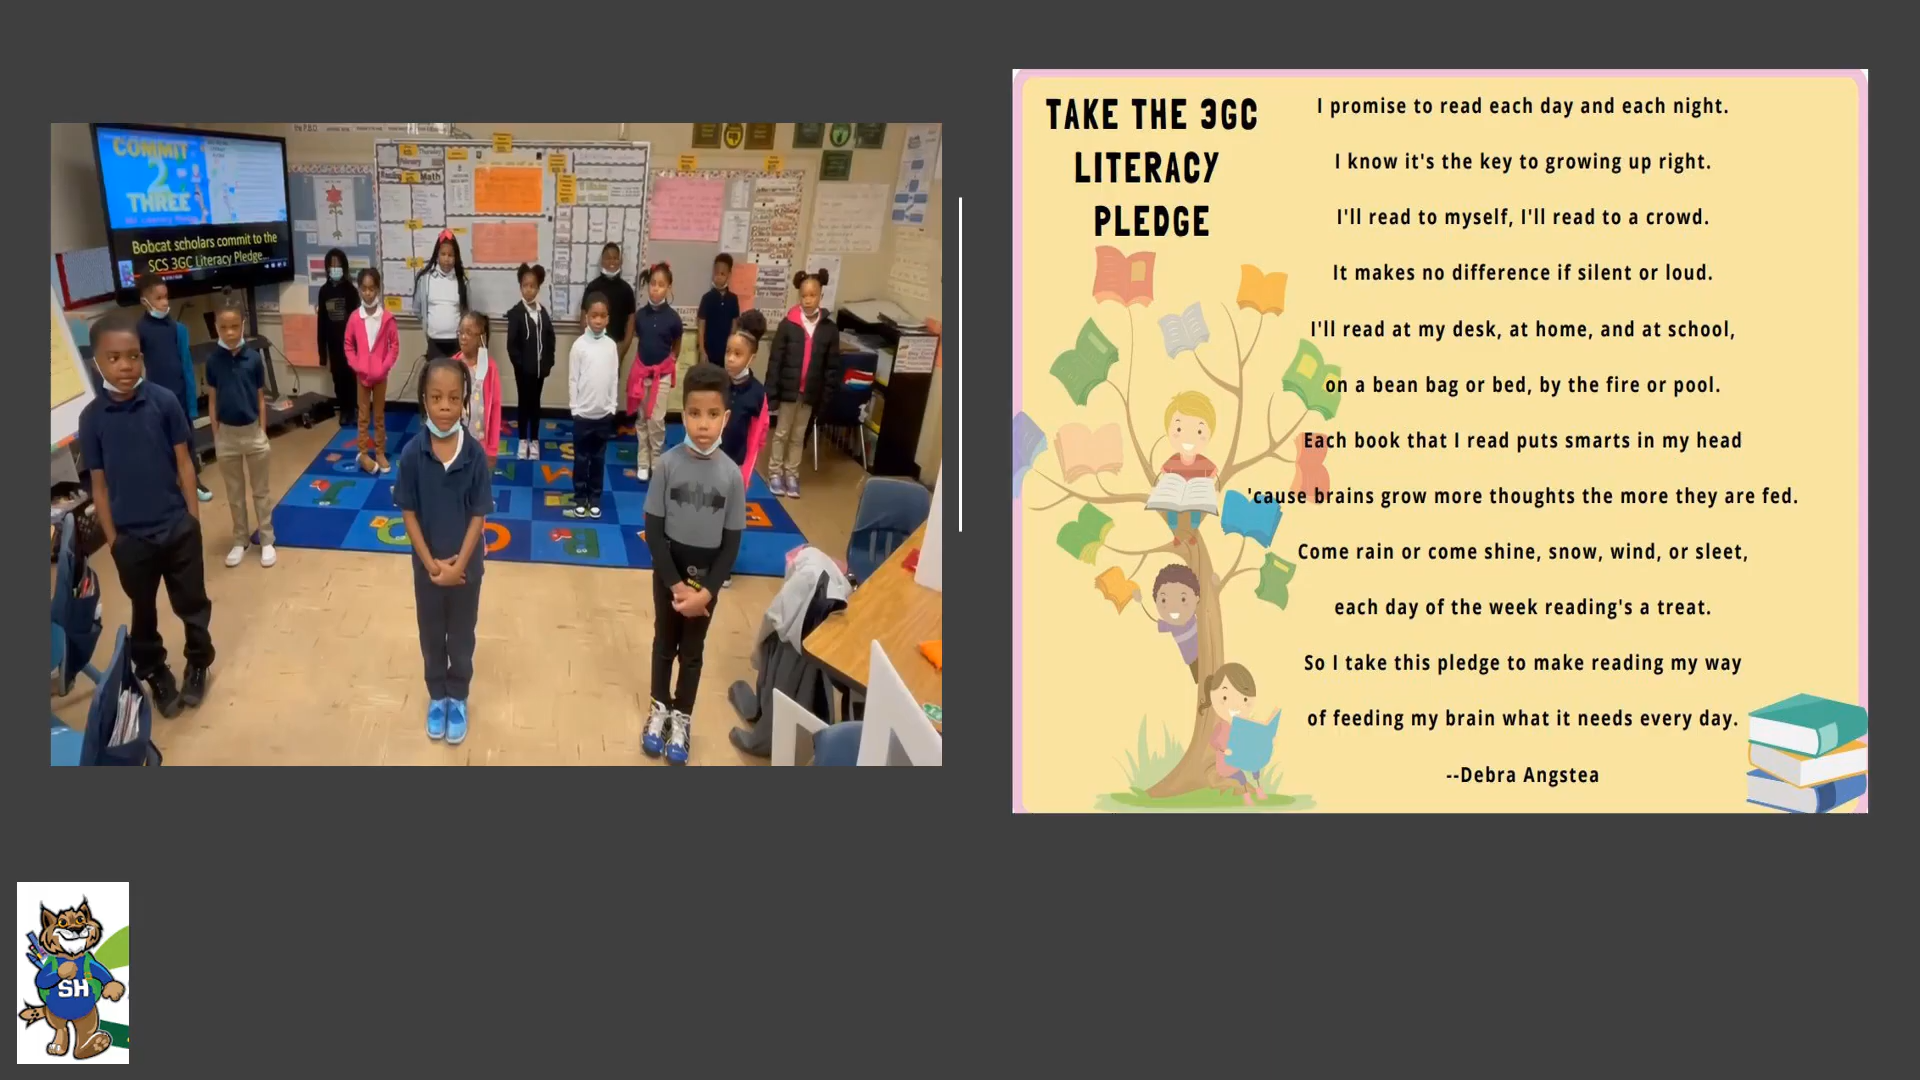 COMMIT
2
THREE
Bobcat scholars commit to the
SCS 3GC Literacy Pledge
Reading
Math
TAKE THE 3GC
LITERACY
PLEDGE
I promise to read each day and each night.
I know it's the key to growing up right.
I'll read to myself, I'll read to a crowd.
It makes no difference if silent or loud.
I'll read at my desk, at home, and at school,
on a bean bag or bed, by the fire or pool.
Each book that I read puts smarts in my head
'cause brains grow more thoughts the more they are fed.
Come rain or come shine, snow, wind, or sleet,
each day of the week reading's a treat.
So I take this pledge to make reading my way
of feeding my brain what it needs every day.
--Debra Angstea
SH